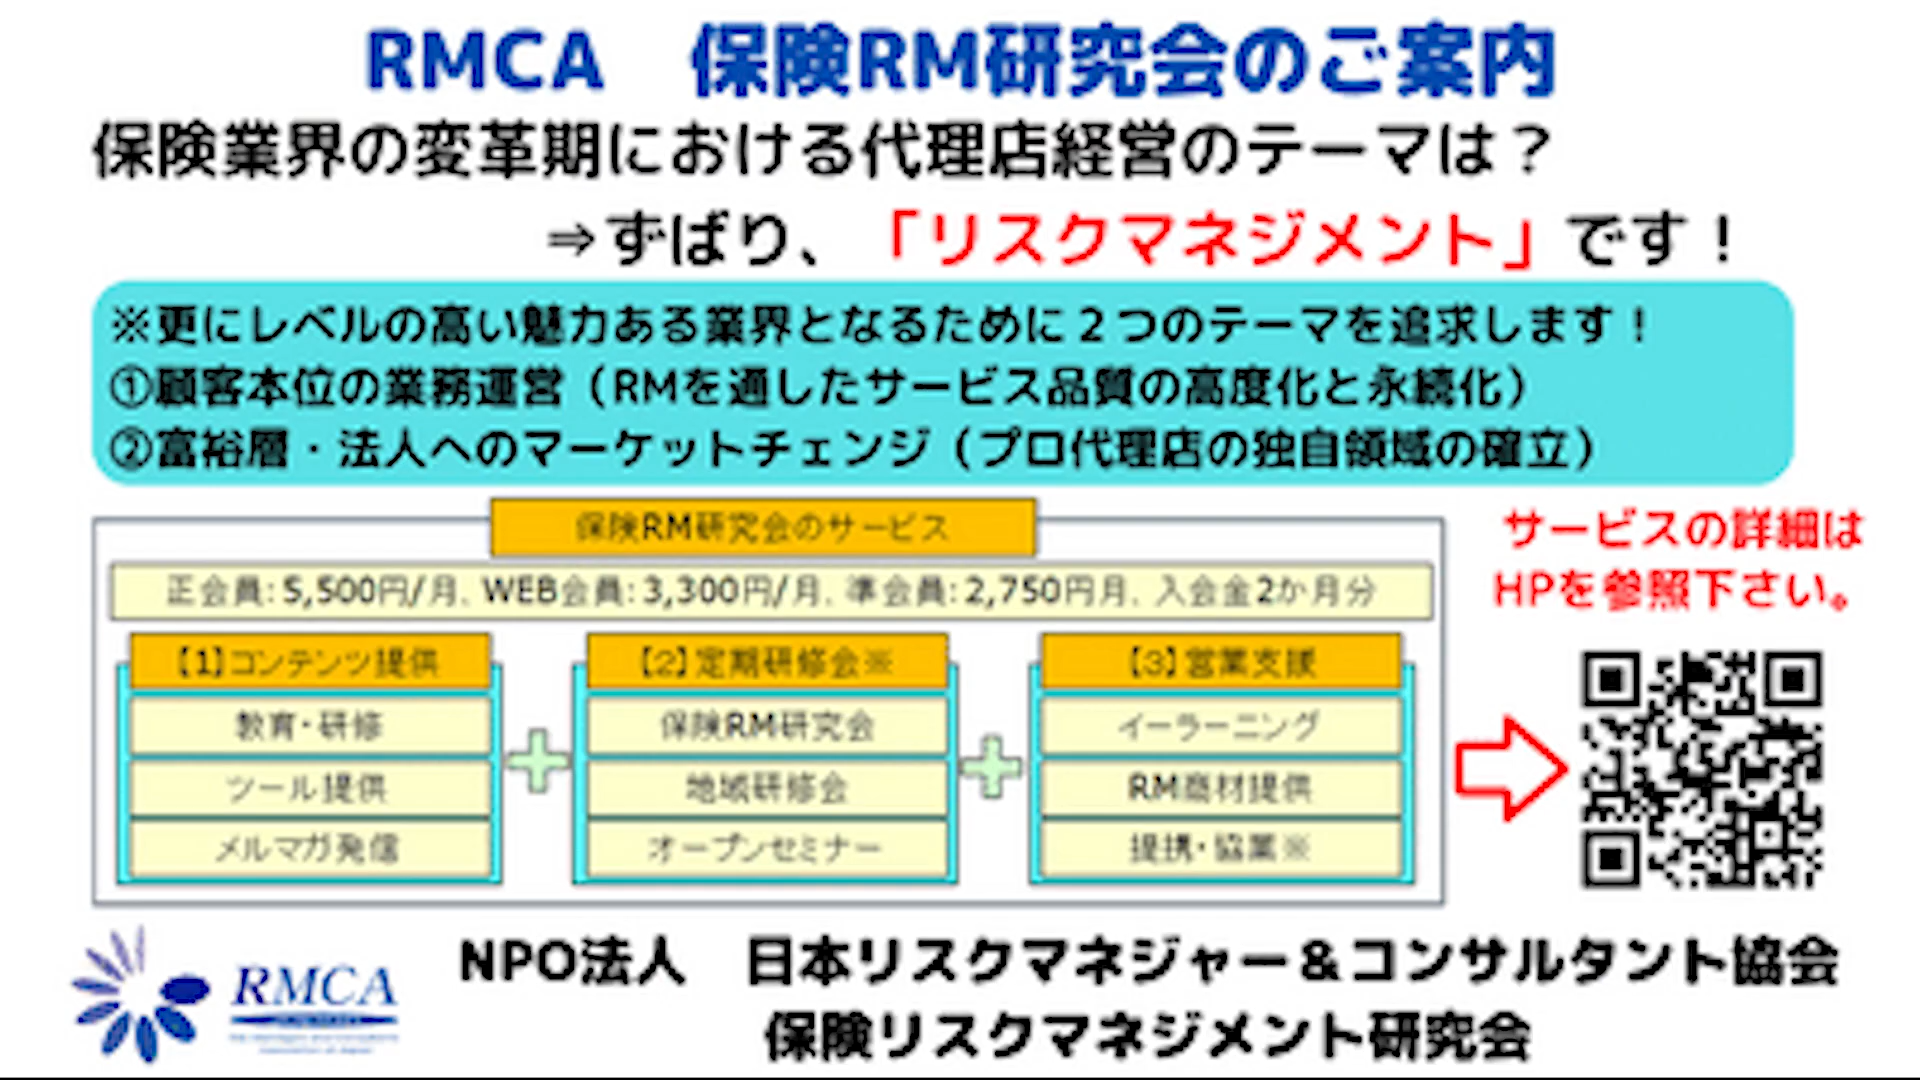 RMCA 保険RM研究会のご案内
保険業界の変革期における代理店経営のテーマは？
⇒ずばり、「リスクマネジメント」です！
※更にレベルの高い魅力ある業界となるために２つのテーマを追求します！
①顧客本位の業務運営（RMを通したサービス品質の高度化と永続化）
②富裕層・法人へのマーケットチェンジ（プロ代理店の独自領域の確立）
保険RM研究会のサービス
正会員:5,500円/月、WEB会員:3,300円/月、準会員:2,750円月、入会金2か月分
【1】コンテンツ提供
教育・研修
ツール提供
メルマガ発信
【2】定期研修会※
保険RM研究会
地域研修会
オープンセミナー
【3】営業支援
イーラーニング
RM商材提供
提携・協業※
サービスの詳細は
HPを参照下さい。
RMCA
NPO法人 日本リスクマネジャー＆コンサルタント協会
保険リスクマネジメント研究会